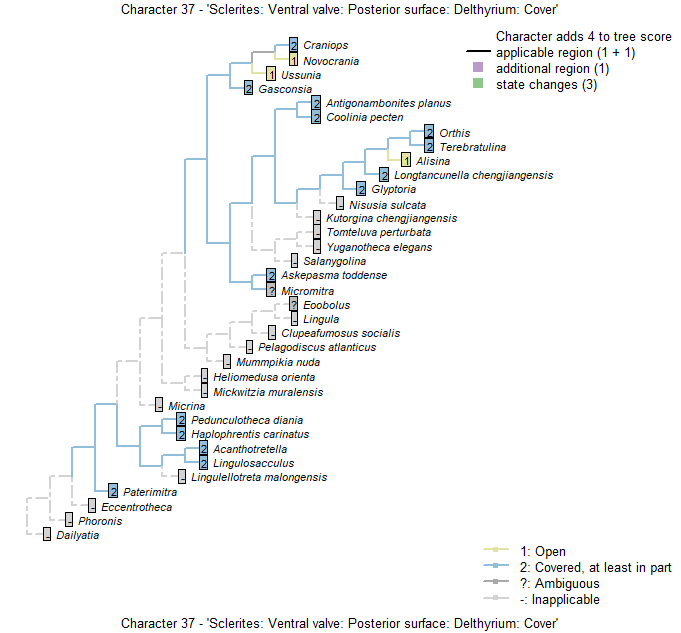 Character 37 - 'Sclerites: Ventral valve: Posterior surface: Delthyrium: Cover'
Character adds 4 to tree score
applicable region (1 + 1)
additional region (1)
state changes (3)
2 Craniops
1 Novocrania
1 Ussunia
2 Gasconsia
2 Antigonambonites planus
2 Coolinia pecten
2 Orthis
2 Terebratulina
1 Alisina
2 Longtancunella chengjiangensis
2 Glyptoria
- Nisusia sulcata
- Kutorgina chengjiangensis
- Tomteluva perturbata
- Yuganotheca elegans
- Salanygolina
2 Askepasma toddense
? Micromitra
? Eoobolus
- Lingula
- Clupeafumosus socialis
- Pelagodiscus atlanticus
- Mummpikia nuda
- Heliomedusa orienta
- Mickwitzia muralensis
- Micrina
2 Pedunculotheca diania
2 Haplophrentis carinatus
2 Acanthotretella
2 Lingulosacculus
- Lingulellotreta malongensis
2 Paterimitra
- Eccentrotheca
- Phoronis
- Dailyatia
1: Open
2: Covered, at least in part
?: Ambiguous
-: Inapplicable
Character 37 - 'Sclerites: Ventral valve: Posterior surface: Delthyrium: Cover'